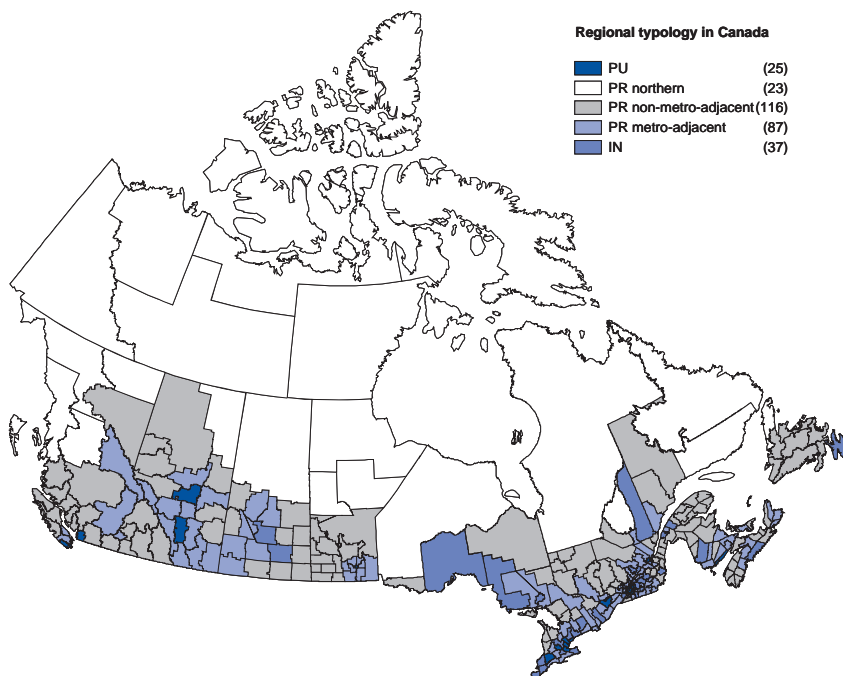 Regional typology in Canada
PU (25)
PR northern (23)
PR non-metro-adjacent (116)
PR metro-adjacent (87)
IN (37)